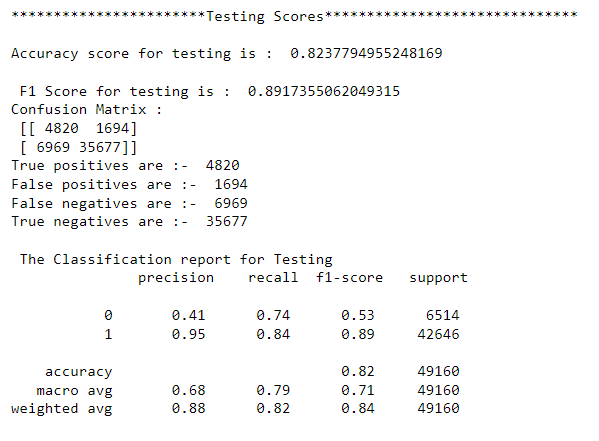 ***********************Testing Scores******************************
Accuracy score for testing is :  0.8237794955248169
F1 Score for testing is :  0.8917355062049315
Confusion Matrix :
[[ 4820  1694]
[ 6969 35677]]
True positives are :-  4820
False positives are :-  1694
False negatives are :-  6969
True negatives are :-  35677
The Classification report for Testing
precision    recall  f1-score   support
0       0.41      0.74      0.53      6514
1       0.95      0.84      0.89     42646
accuracy                           0.82     49160
macro avg       0.68      0.79      0.71     49160
weighted avg       0.88      0.82      0.84     49160